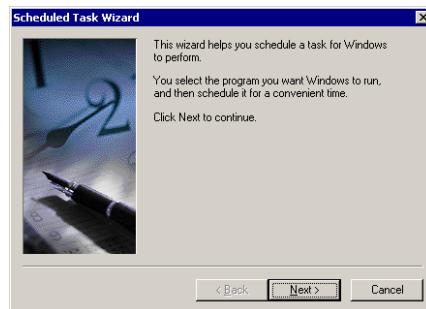 Scheduled Task Wizard
This wizard helps you schedule a task for Windows
to perform.
You select the program you want Windows to run,
and then schedule it for a convenient time.
Click Next to continue.
< Back
Next >
Cancel
2